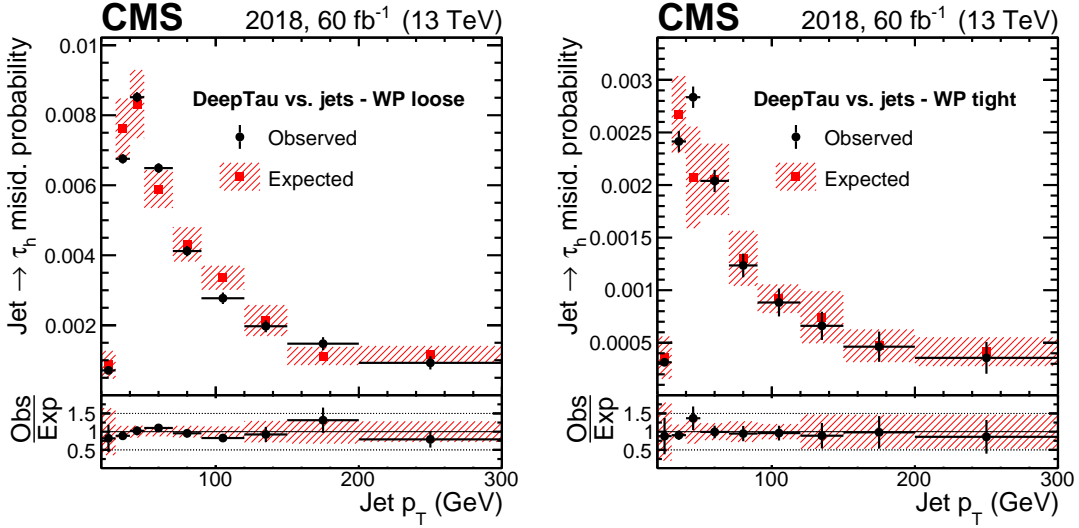 CMS 2018, 60 fb⁻¹ (13 TeV)
Jet → τh misid. probability
0.01
0.008
0.006
0.004
0.002
DeepTau vs. jets - WP loose
Observed
Expected
Obs
Exp
1.5
1
0.5
100 200 300
Jet pT (GeV)
CMS 2018, 60 fb⁻¹ (13 TeV)
Jet → τh misid. probability
0.003
0.0025
0.002
0.0015
0.001
0.0005
DeepTau vs. jets - WP tight
Observed
Expected
Obs
Exp
1.5
1
0.5
100 200 300
Jet pT (GeV)